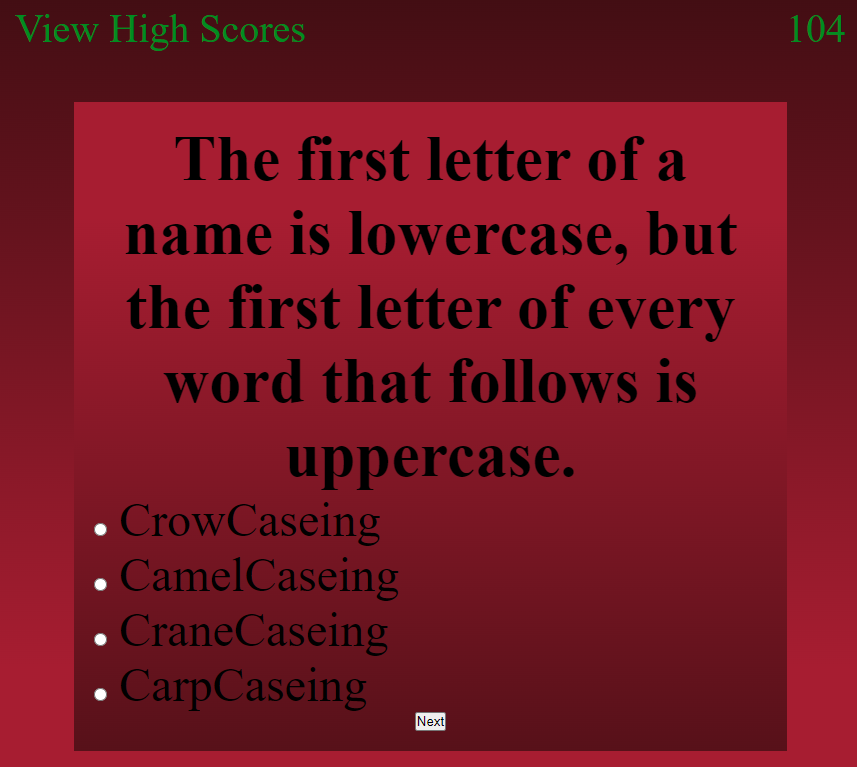 View High Scores
104
The first letter of a
name is lowercase, but
the first letter of every
word that follows is
uppercase.
CrowCaseing
CamelCaseing
CraneCaseing
CarpCaseing
Next